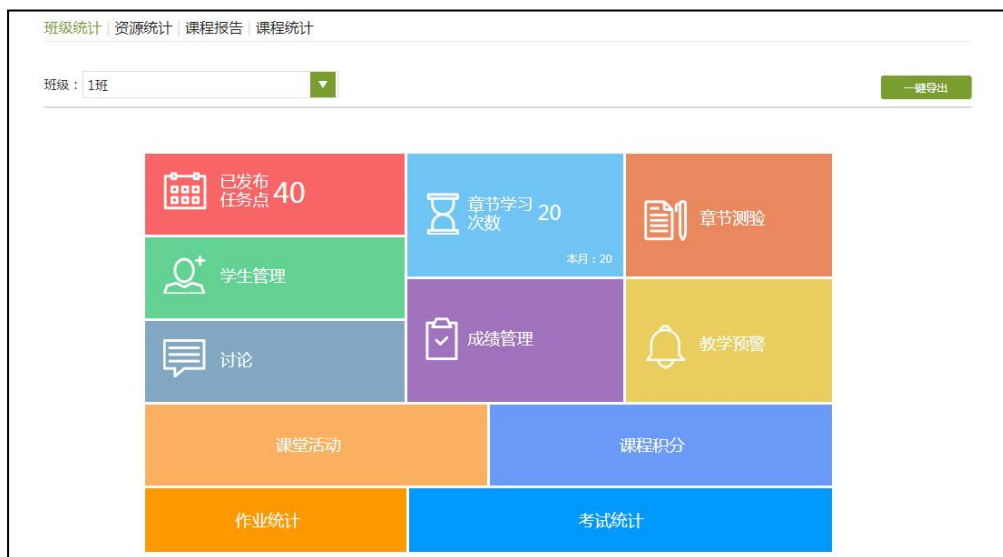 班级统计 | 资源统计 | 课程报告 | 课程统计
班级：1班
一键导出
已发布
任务点 40
章节学习
次数 20
本月：20
章节测验
学生管理
讨论
成绩管理
教学预警
课堂活动
课程积分
作业统计
考试统计